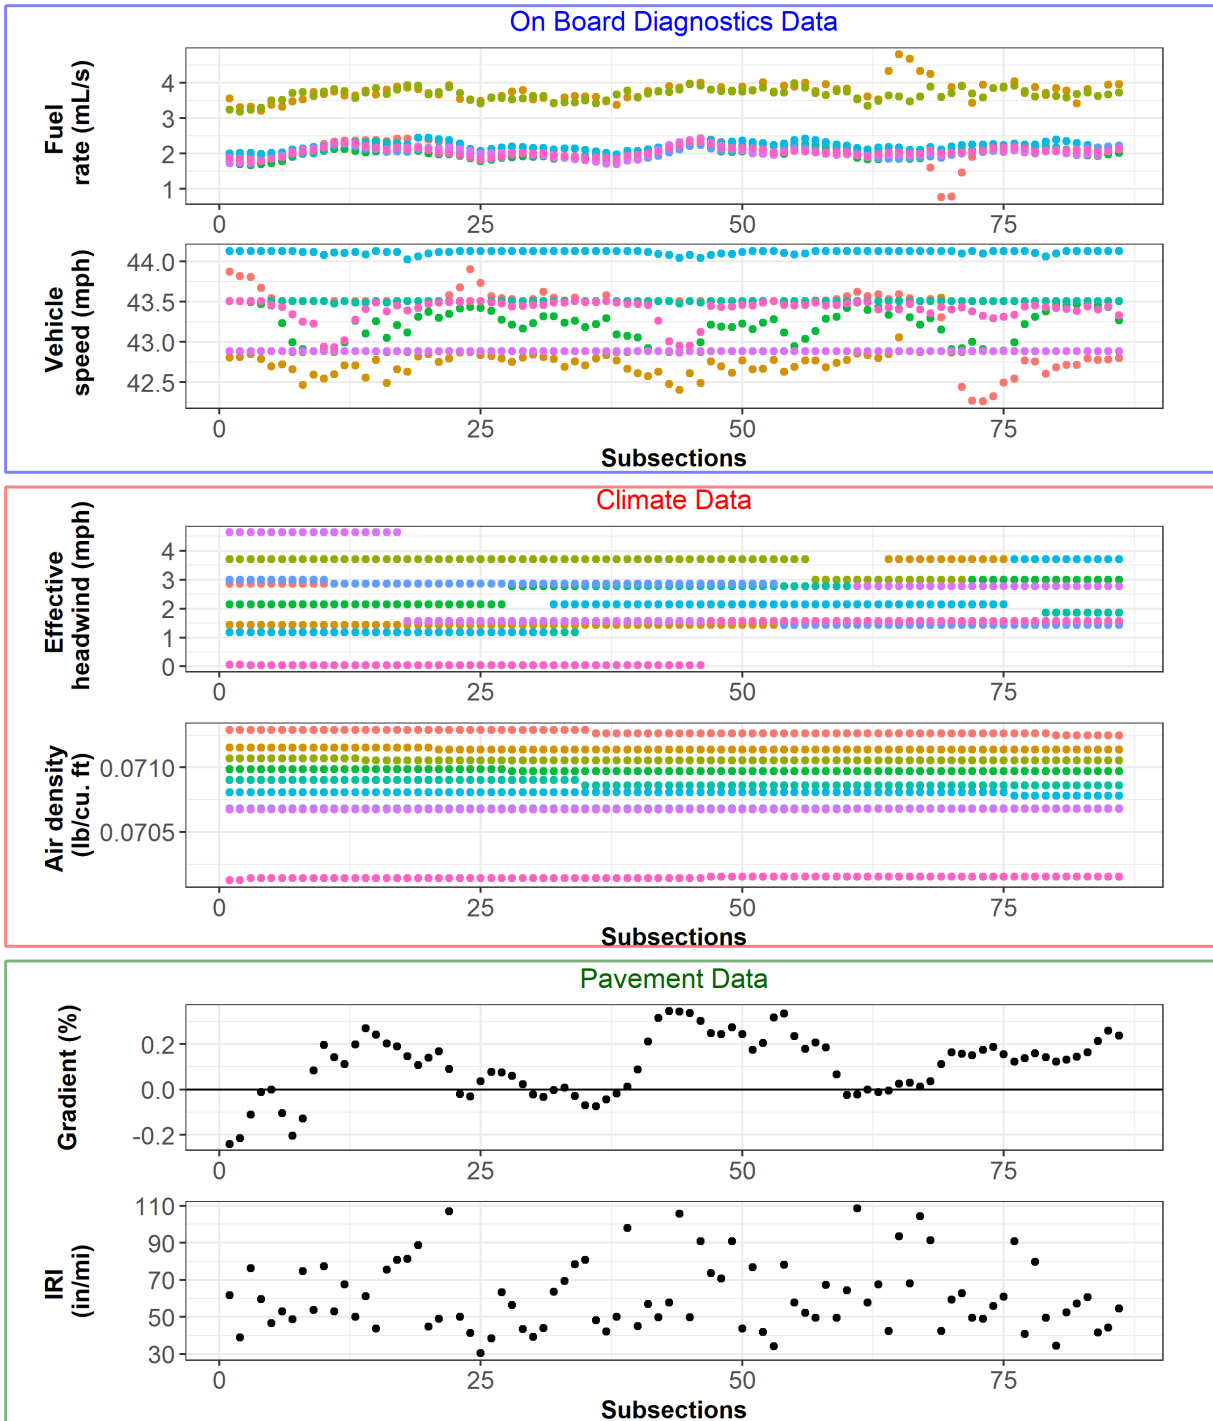 On Board Diagnostics Data
Fuel
rate (mL/s)
4
3
2
1
0
25
50
75
Vehicle
speed (mph)
44.0
43.5
43.0
42.5
0
25
50
75
Subsections
Climate Data
Effective
headwind (mph)
4
3
2
1
0
0
25
50
75
Air density
(lb/cu. ft)
0.0710
0.0705
0
25
50
75
Subsections
Pavement Data
Gradient (%)
0.2
0.0
-0.2
0
25
50
75
IRI
(in/mi)
110
90
70
50
30
0
25
50
75
Subsections